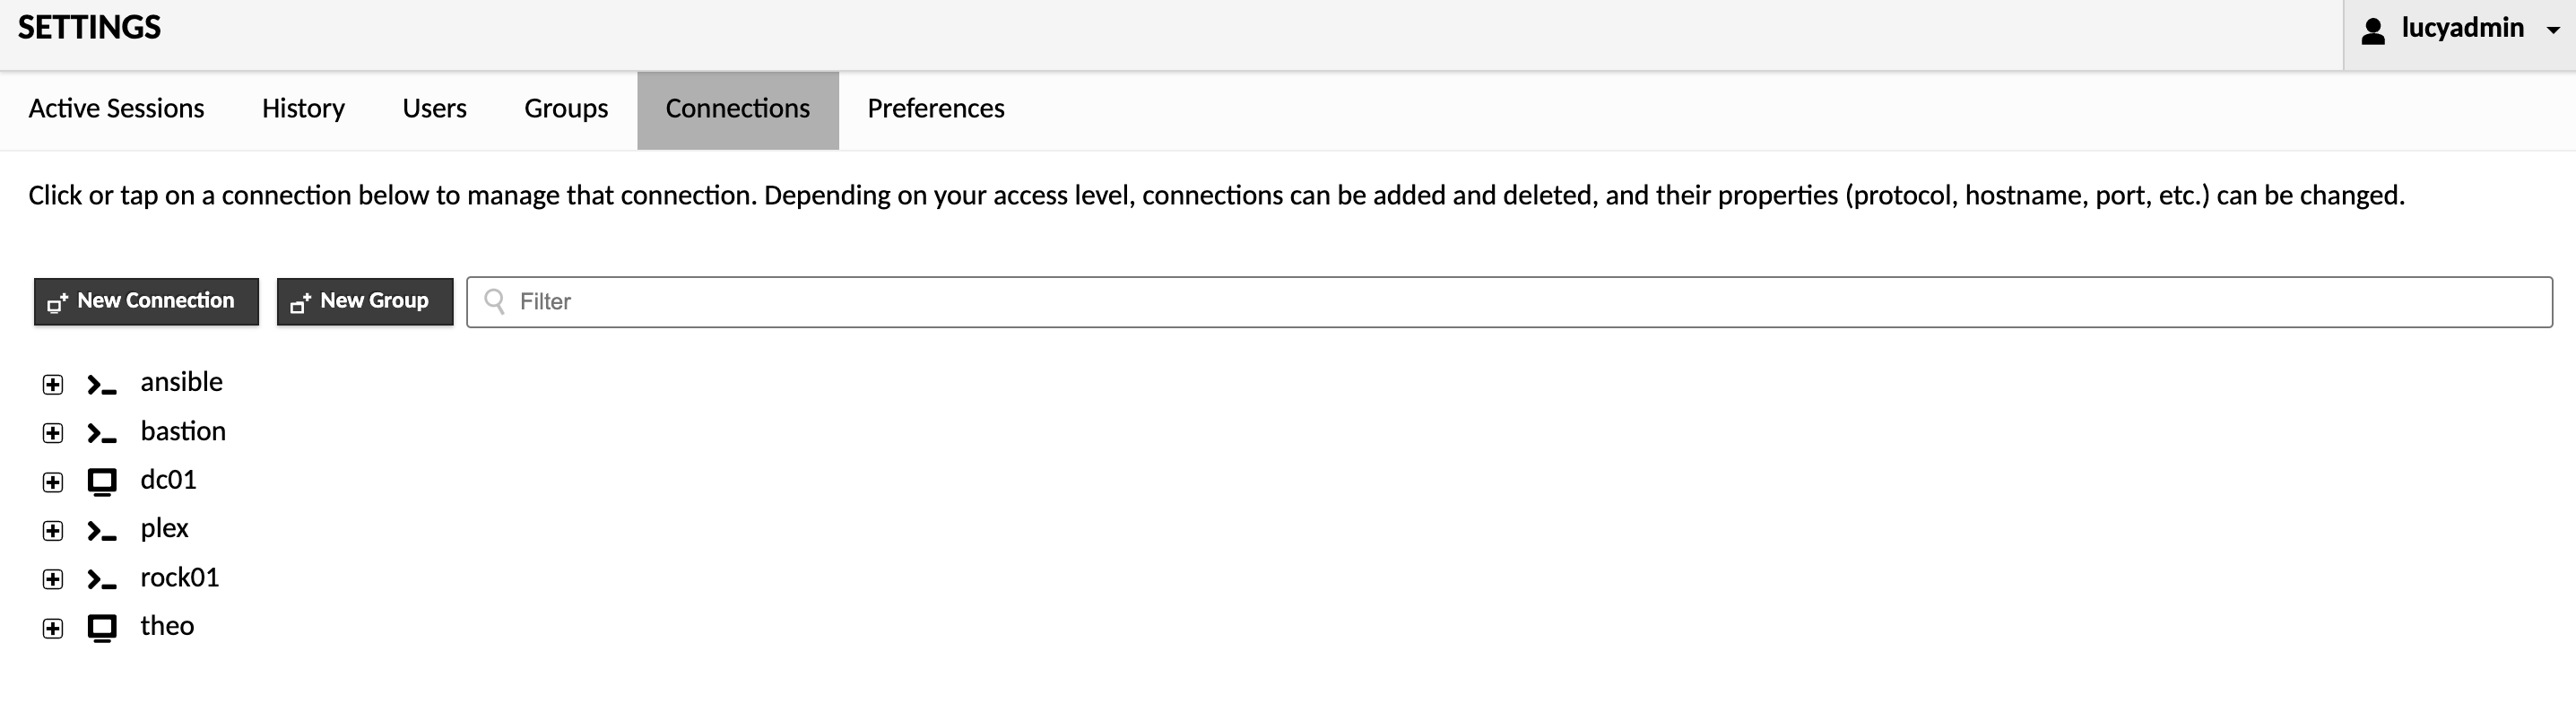 SETTINGS
lucyadmin
Active Sessions History Users Groups Connections Preferences
Click or tap on a connection below to manage that connection. Depending on your access level, connections can be added and deleted, and their properties (protocol, hostname, port, etc.) can be changed.
New Connection New Group Filter
ansible
bastion
dc01
plex
rock01
theo